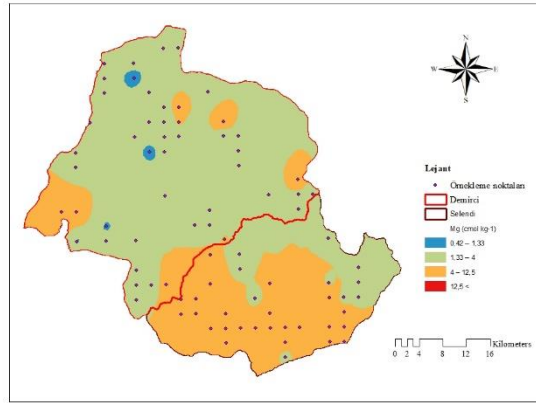 N
W E
S
Lejant
Örnekleme noktaları
Demirci
Selendi
Mg (cmol kg-1)
0,42 – 1,33
1,33 – 4
4 – 12,5
12,5 <
Kilometers
0 2 4 8 12 16